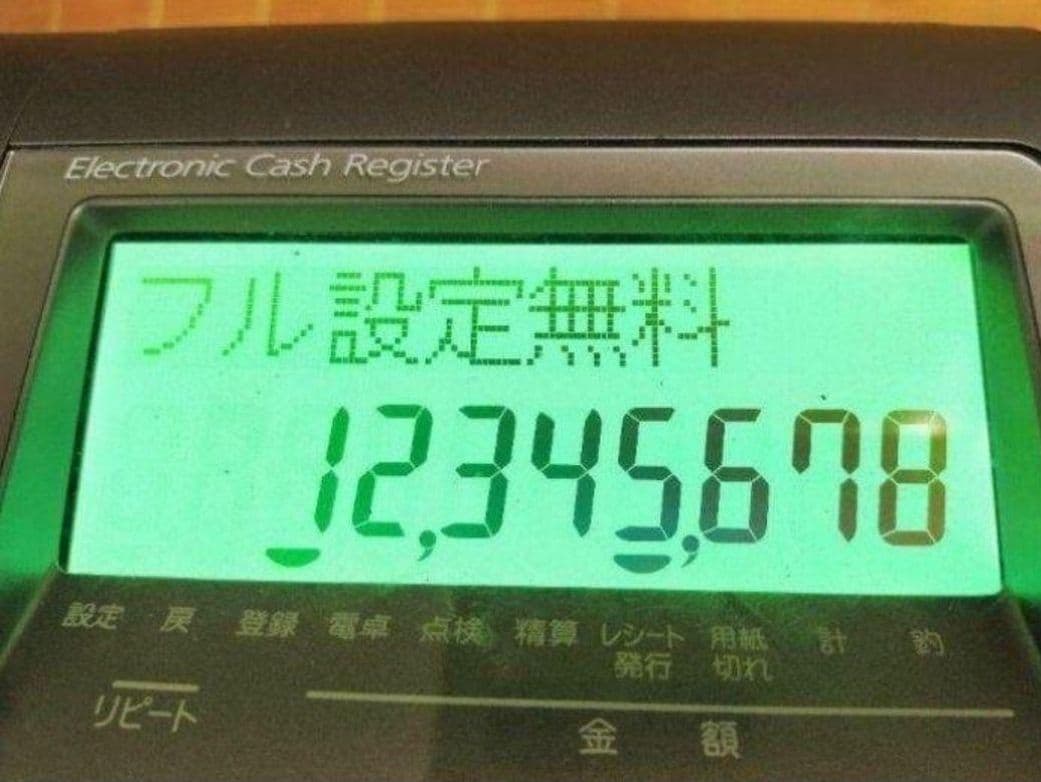 Electronic Cash Register
フル設定無料
12,345,678
設定 戻 登録 電卓 点検 精算 レシート発行 用紙切れ 計 釣
リピート
金額